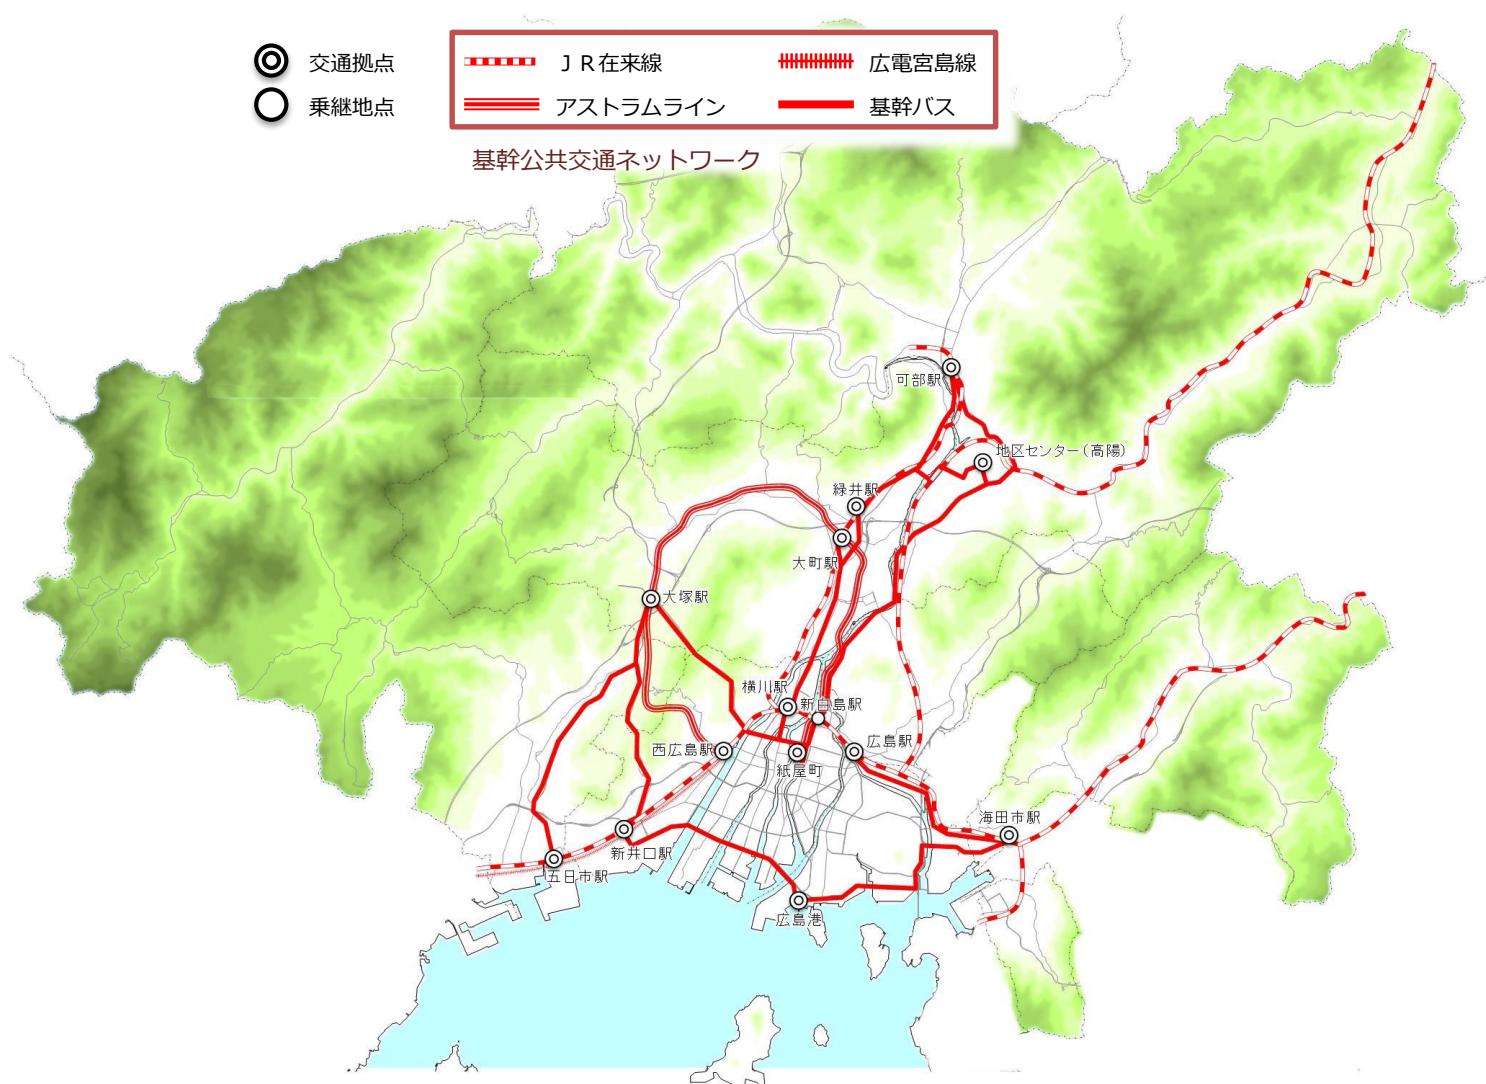 交通拠点
乗継地点
ＪＲ在来線
広電宮島線
アストラムライン
基幹バス
基幹公共交通ネットワーク
可部駅
地区センター(高陽)
緑井駅
大町駅
大塚駅
横川駅
新白島駅
西広島駅
広島駅
紙屋町
海田市駅
新井口駅
五日市駅
広島港